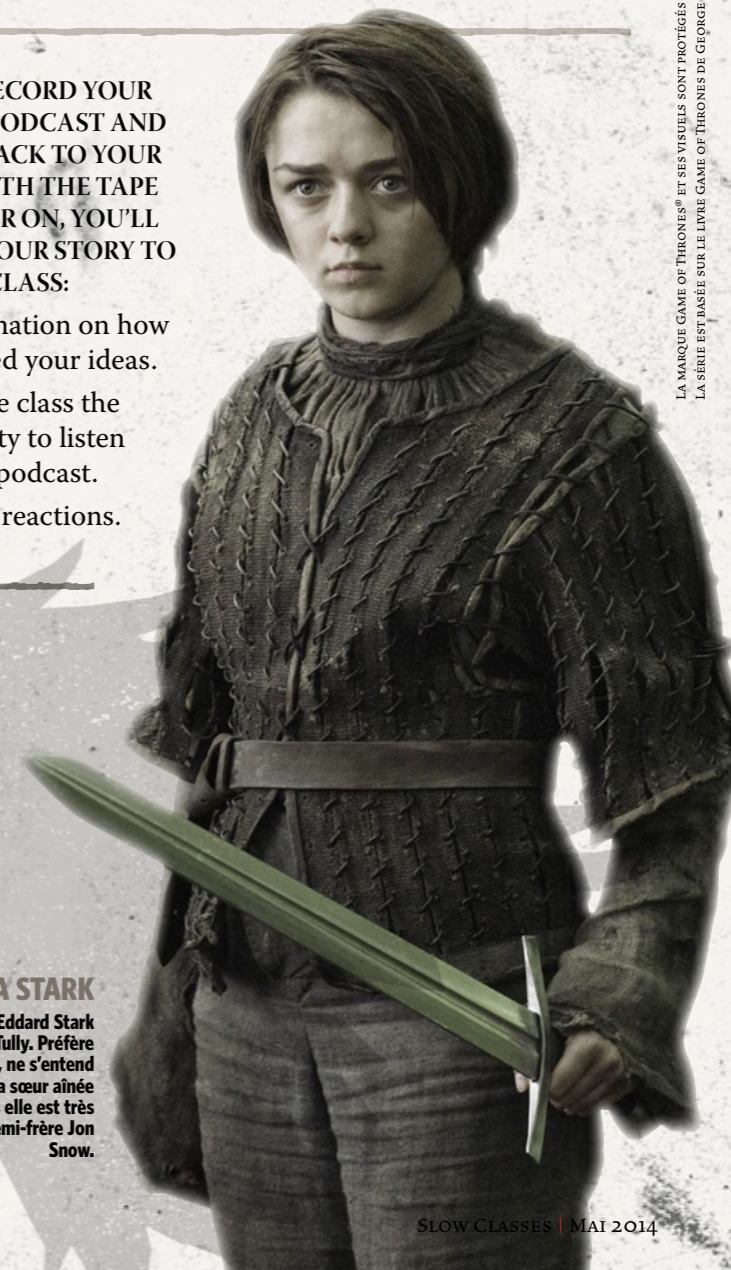 ECORD YOUR
ODCAST AND
ACK TO YOUR
TH THE TAPE
R ON, YOU'LL
OUR STORY TO
CLASS:
nation on how
ed your ideas.
e class the
ty to listen
podcast.
reactions.
A STARK
Eddard Stark
Tully. Préfère
, ne s'entend
a sœur aînée
s elle est très
emi-frère Jon
Snow.
La marque Game of Thrones® et ses visuels sont protégés
La série est basée sur le livre Game of Thrones de George
Slow Classes | Mai 2014